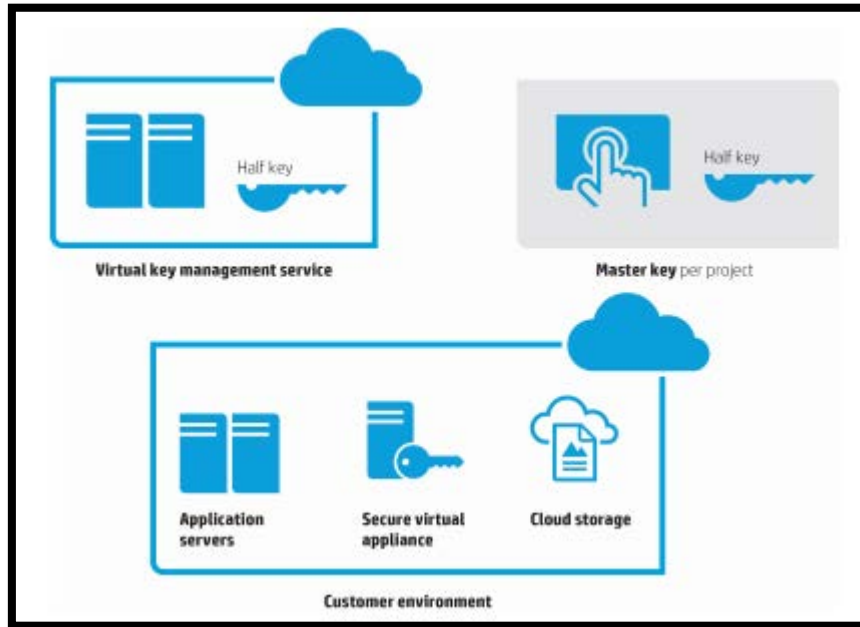 Half key
Half key
Virtual key management service
Master key per project
Application
servers
Secure virtual
appliance
Cloud storage
Customer environment